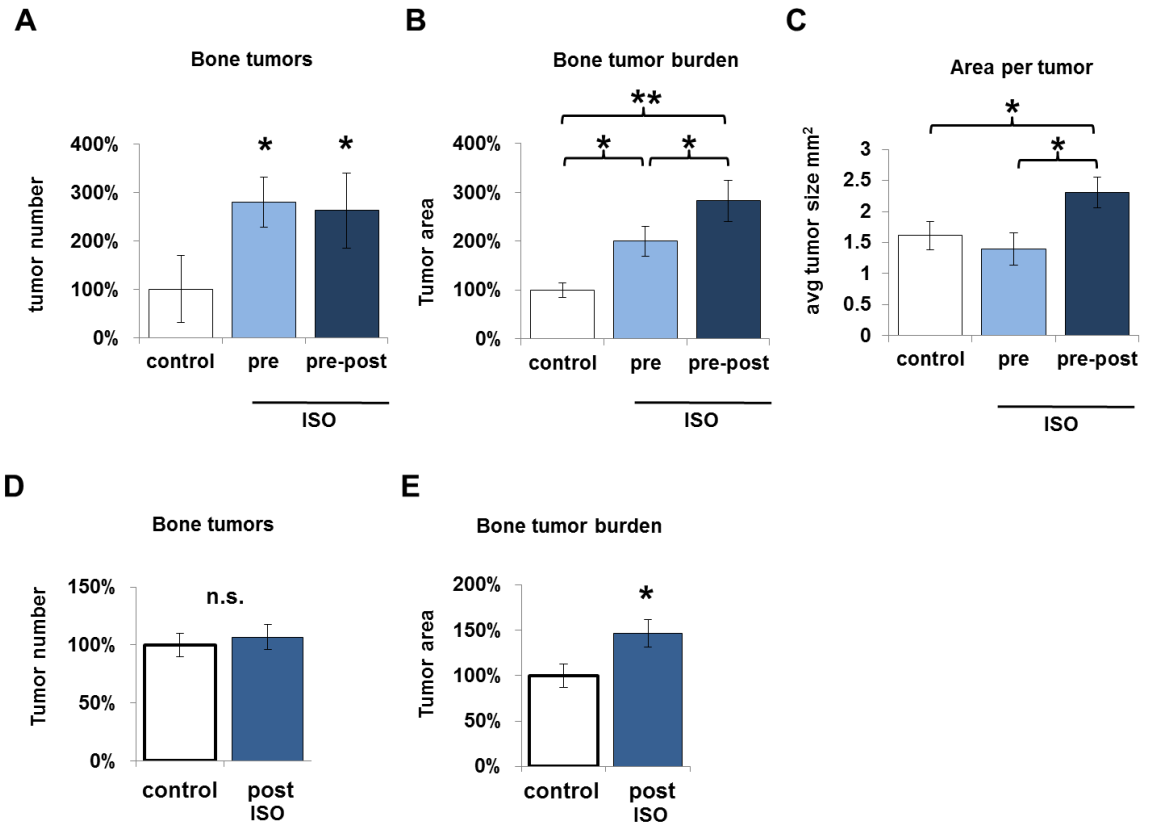 A
Bone tumors
tumor number
400%
300%
200%
100%
0%
*
*
control pre pre-post
ISO
B
Bone tumor burden
Tumor area
400%
300%
200%
100%
0%
**
*
*
control pre pre-post
ISO
C
Area per tumor
avg tumor size mm²
3
2.5
2
1.5
1
0.5
0
*
*
control pre pre-post
ISO
D
Bone tumors
Tumor number
150%
100%
50%
0%
n.s.
control post
ISO
E
Bone tumor burden
Tumor area
200%
150%
100%
50%
0%
*
control post
ISO